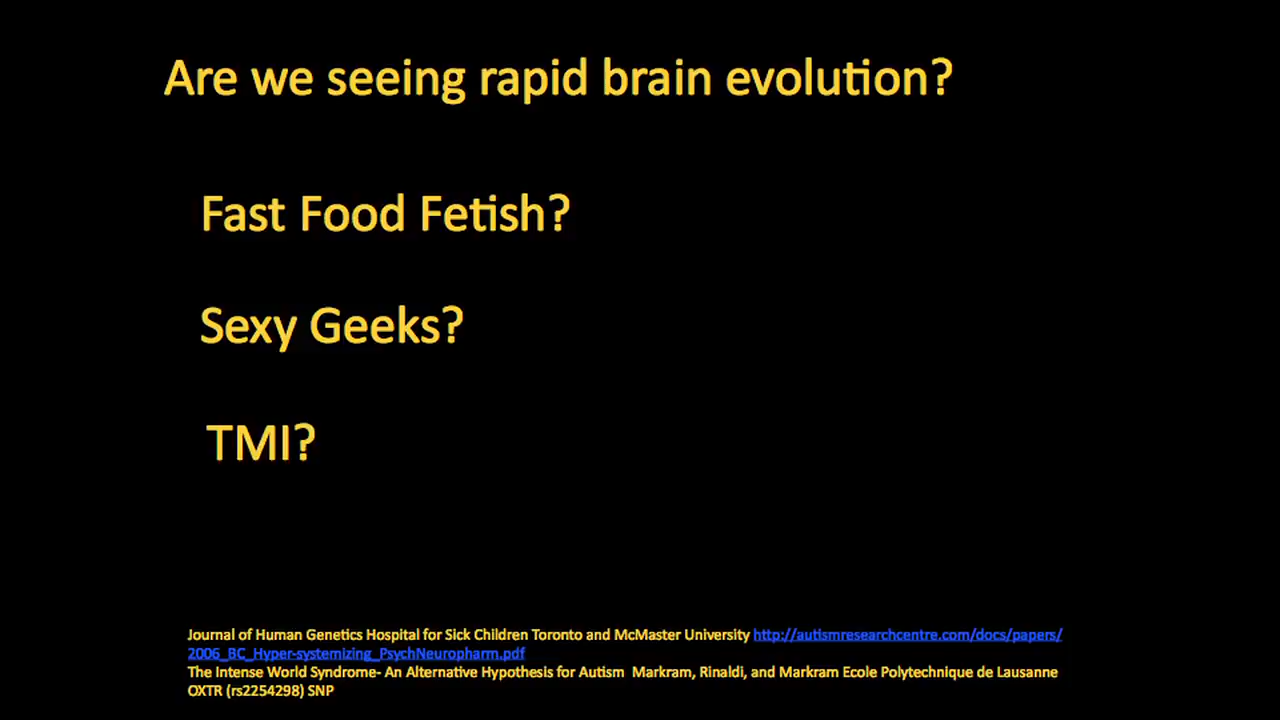 Are we seeing rapid brain evolution?
Fast Food Fetish?
Sexy Geeks?
TMI?
Journal of Human Genetics Hospital for Sick Children Toronto and McMaster University http://autismresearchcentre.com/docs/papers/
2006_BC_Hyper-systemizing_PsychNeuropharm.pdf
The Intense World Syndrome- An Alternative Hypothesis for Autism  Markram, Rinaldi, and Markram Ecole Polytechnique de Lausanne
OXTR (rs2254298) SNP